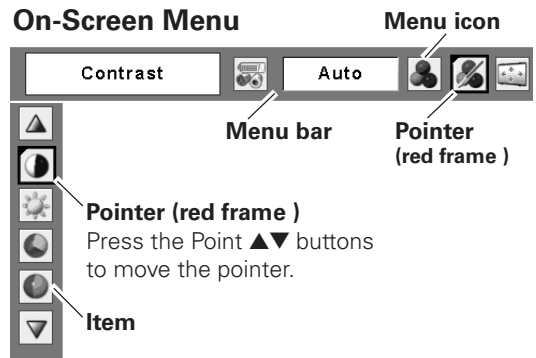 On-Screen Menu
Menu icon
Contrast
Auto
Menu bar
Pointer
(red frame )
Pointer (red frame )
Press the Point ▲▼ buttons
to move the pointer.
Item